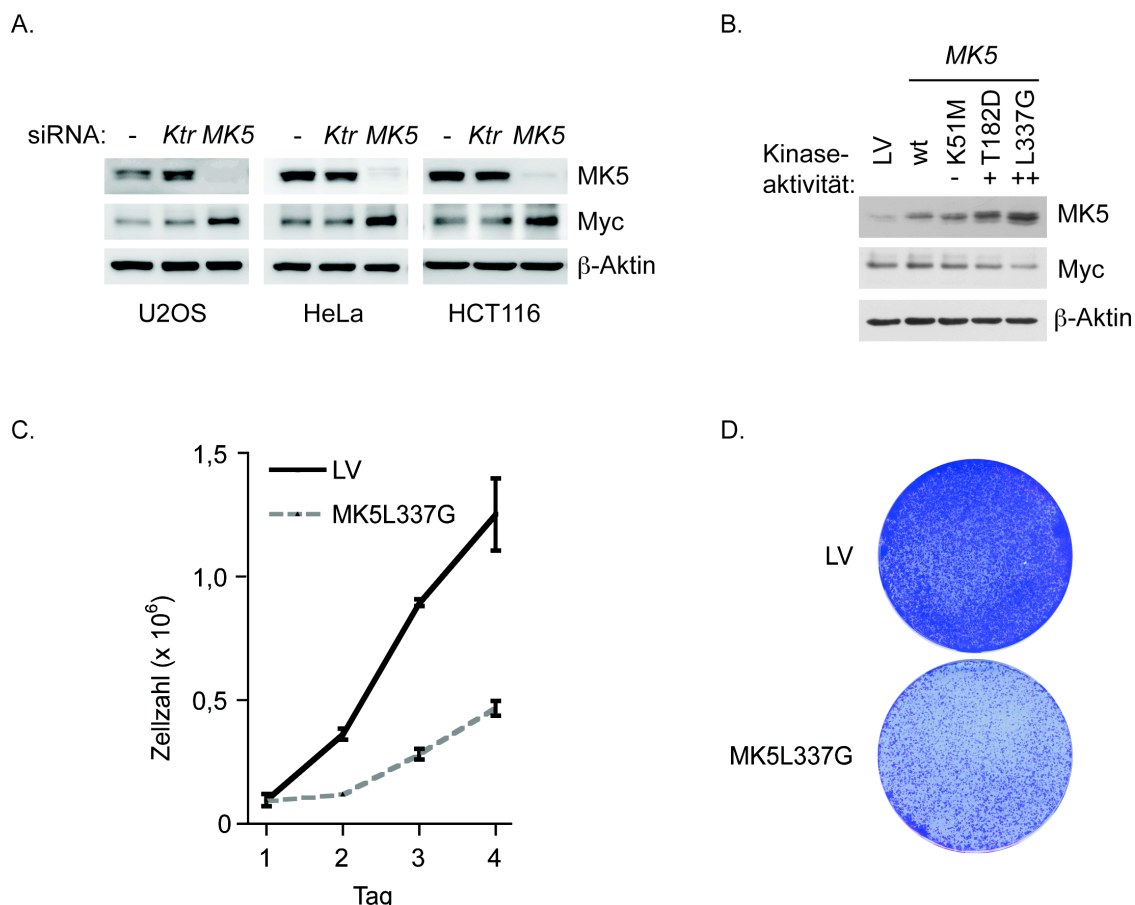 A.
siRNA: - Ktr MK5 - Ktr MK5 - Ktr MK5
MK5
Myc
β-Aktin
U2OS HeLa HCT116
B.
MK5
Kinase-
aktivität:
LV
wt
- K51M
+ T182D
++ L337G
MK5
Myc
β-Aktin
C.
1,5
1,0
0,5
0
Zellzahl (x 10⁶)
LV
MK5L337G
1 2 3 4
Tag
D.
LV
MK5L337G